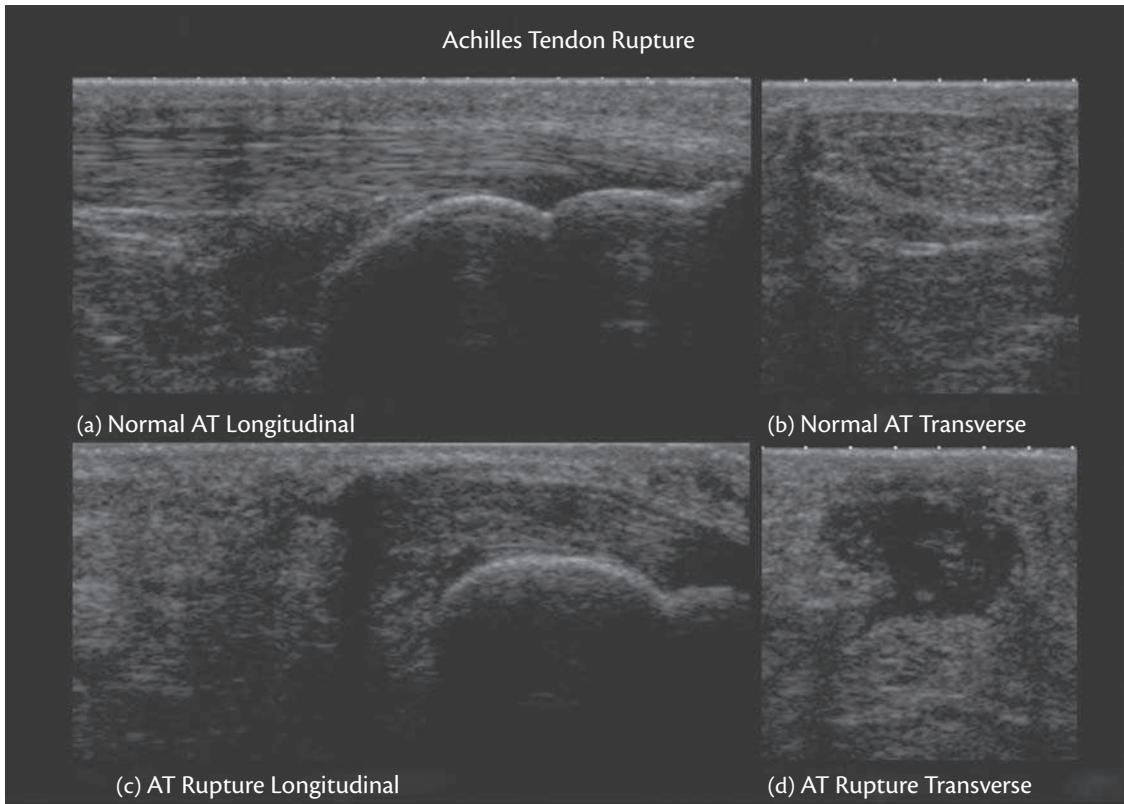 Achilles Tendon Rupture
(a) Normal AT Longitudinal
(b) Normal AT Transverse
(c) AT Rupture Longitudinal
(d) AT Rupture Transverse